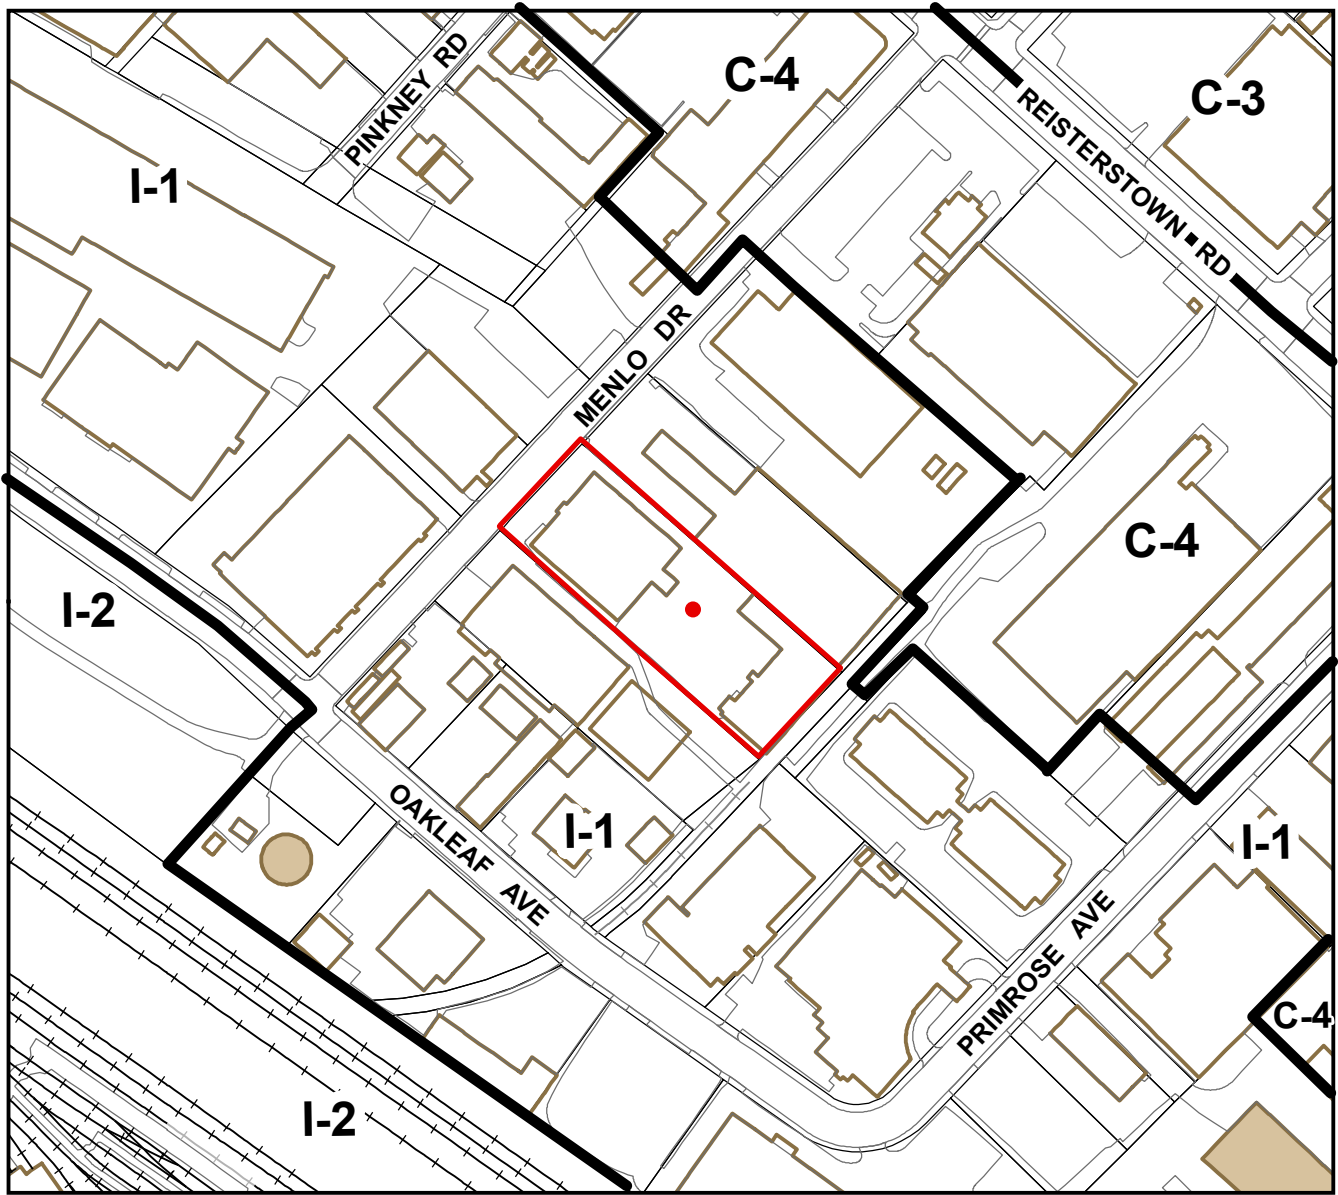 PINKNEY RD
C-4
C-3
REISTERSTOWN RD
I-1
MENLO DR
C-4
I-2
OAKLEAF AVE
I-1
I-1
PRIMROSE AVE
C-4
I-2